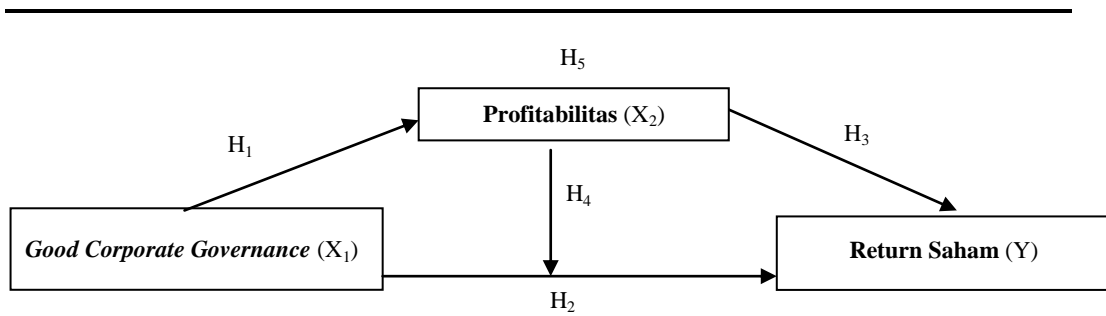 H₅
Profitabilitas (X₂)
H₁
H₃
H₄
Good Corporate Governance (X₁)
Return Saham (Y)
H₂